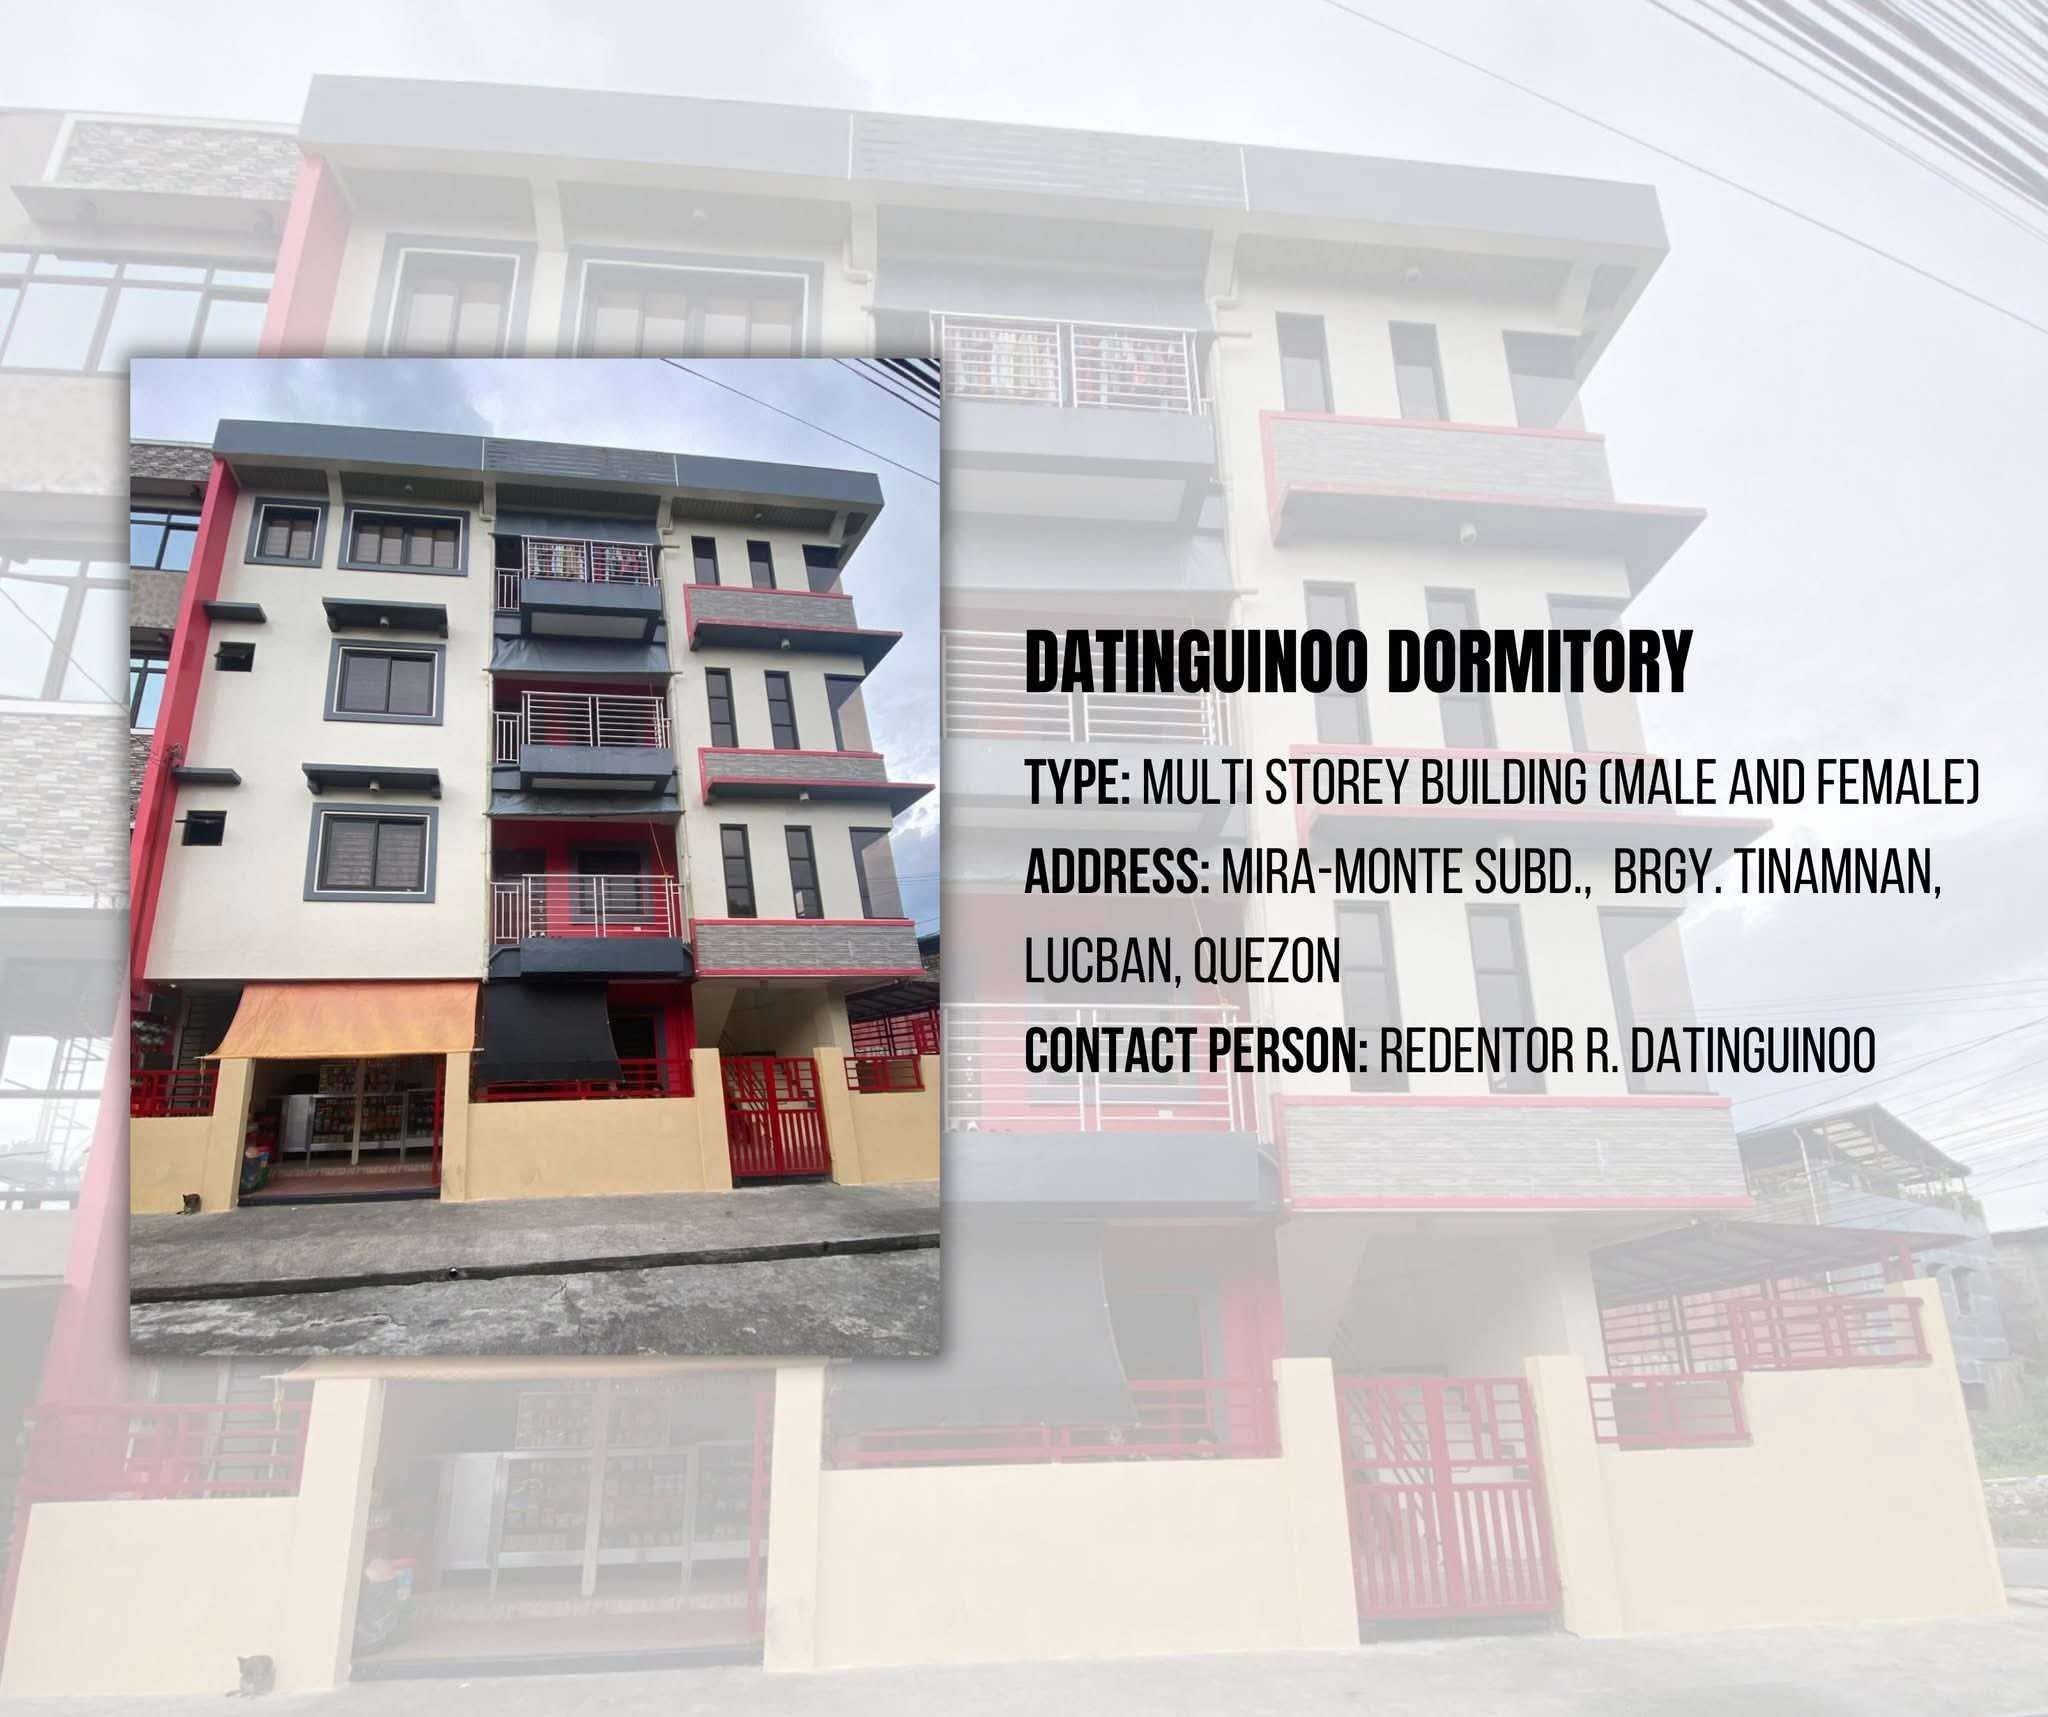 DATINGUINOO DORMITORY
TYPE: MULTI STOREY BUILDING (MALE AND FEMALE)
ADDRESS: MIRA-MONTE SUBD., BRGY. TINAMNAN,
LUCBAN, QUEZON
CONTACT PERSON: REDENTOR R. DATINGUINOO